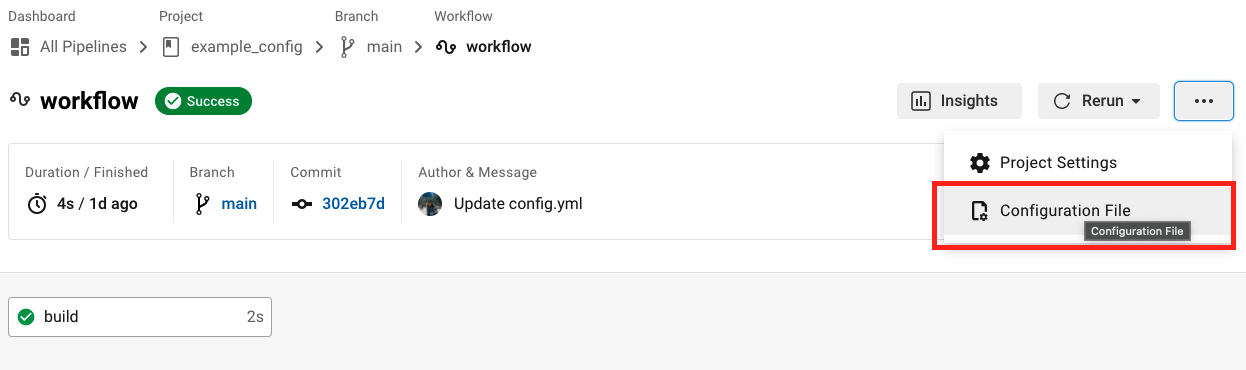 Dashboard Project Branch Workflow
All Pipelines example_config main workflow
workflow Success Insights Rerun
Duration / Finished Branch Commit Author & Message
Project Settings
4s / 1d ago main 302eb7d Update config.yml
Configuration File
Configuration File
build 2s